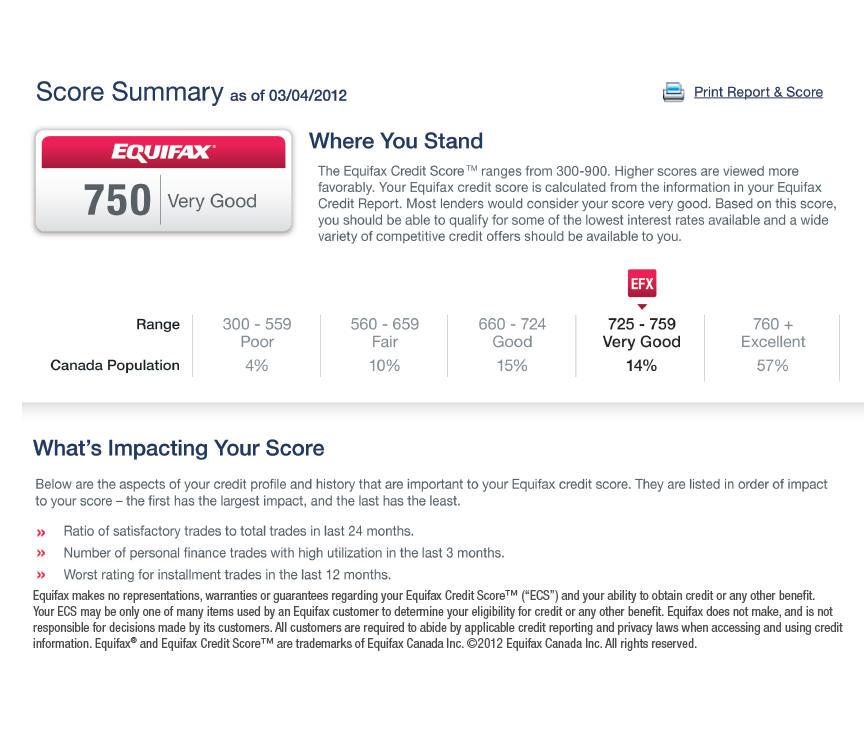 Score Summary as of 03/04/2012
Print Report & Score
EQUIFAX®
750 Very Good
Where You Stand
The Equifax Credit Score™ ranges from 300-900. Higher scores are viewed more
favorably. Your Equifax credit score is calculated from the information in your Equifax
Credit Report. Most lenders would consider your score very good. Based on this score,
you should be able to qualify for some of the lowest interest rates available and a wide
variety of competitive credit offers should be available to you.
EFX
Range 300 - 559 560 - 659 660 - 724 725 - 759 760 +
Poor Fair Good Very Good Excellent
Canada Population 4% 10% 15% 14% 57%
What's Impacting Your Score
Below are the aspects of your credit profile and history that are important to your Equifax credit score. They are listed in order of impact
to your score – the first has the largest impact, and the last has the least.
» Ratio of satisfactory trades to total trades in last 24 months.
» Number of personal finance trades with high utilization in the last 3 months.
» Worst rating for installment trades in the last 12 months.
Equifax makes no representations, warranties or guarantees regarding your Equifax Credit Score™ (“ECS”) and your ability to obtain credit or any other benefit.
Your ECS may be only one of many items used by an Equifax customer to determine your eligibility for credit or any other benefit. Equifax does not make, and is not
responsible for decisions made by its customers. All customers are required to abide by applicable credit reporting and privacy laws when accessing and using credit
information. Equifax® and Equifax Credit Score™ are trademarks of Equifax Canada Inc. ©2012 Equifax Canada Inc. All rights reserved.